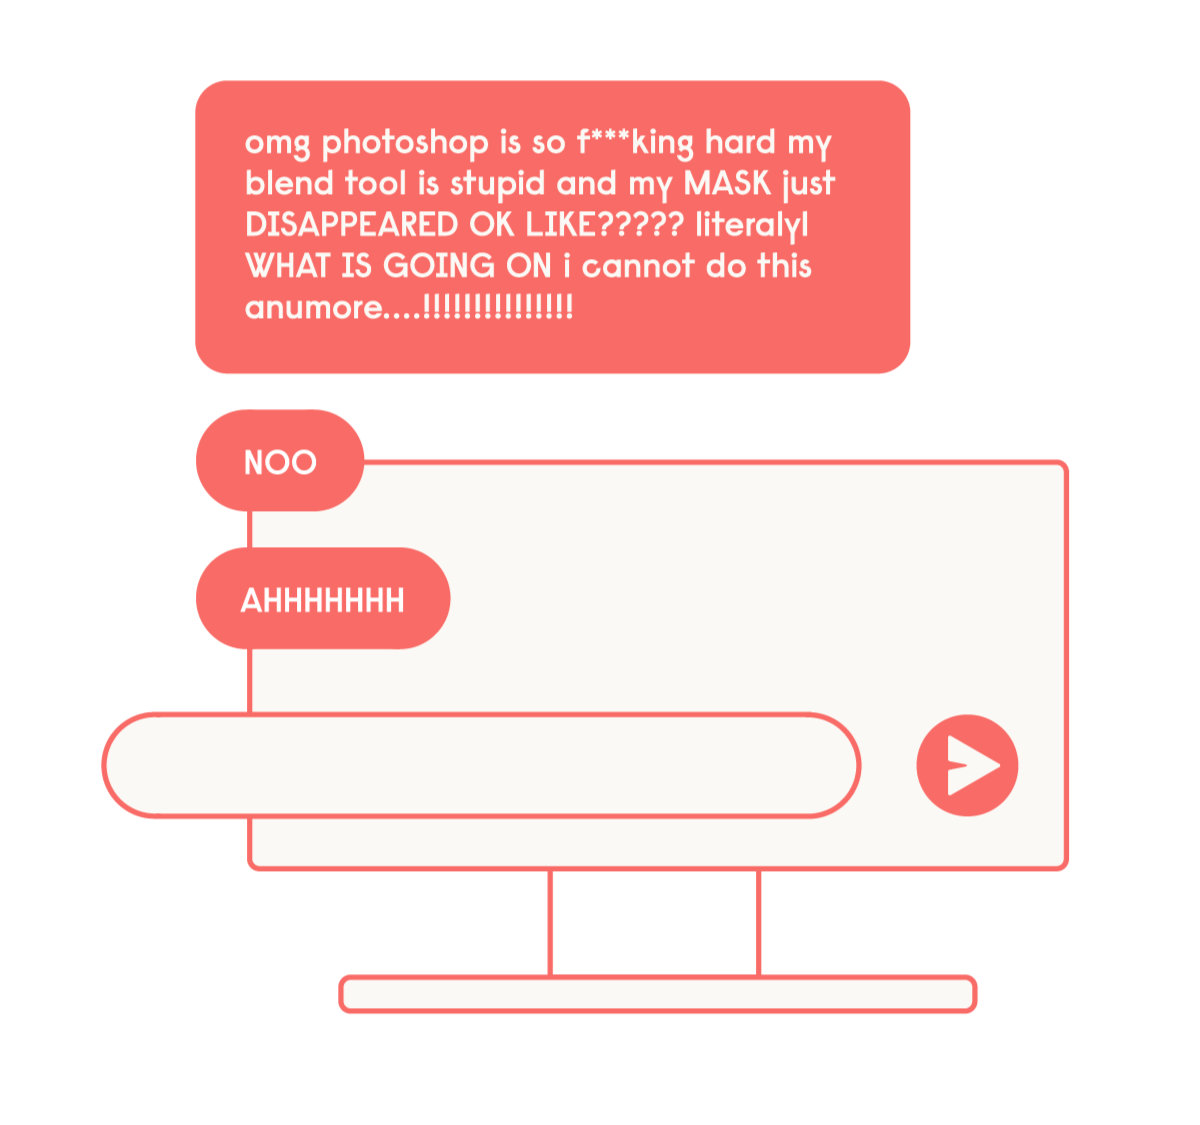 omg photoshop is so f***king hard my
blend tool is stupid and my MASK just
DISAPPEARED OK LIKE????? literalyl
WHAT IS GOING ON i cannot do this
anumore....!!!!!!!!!!!!!!!
NOO
AHHHHHHH